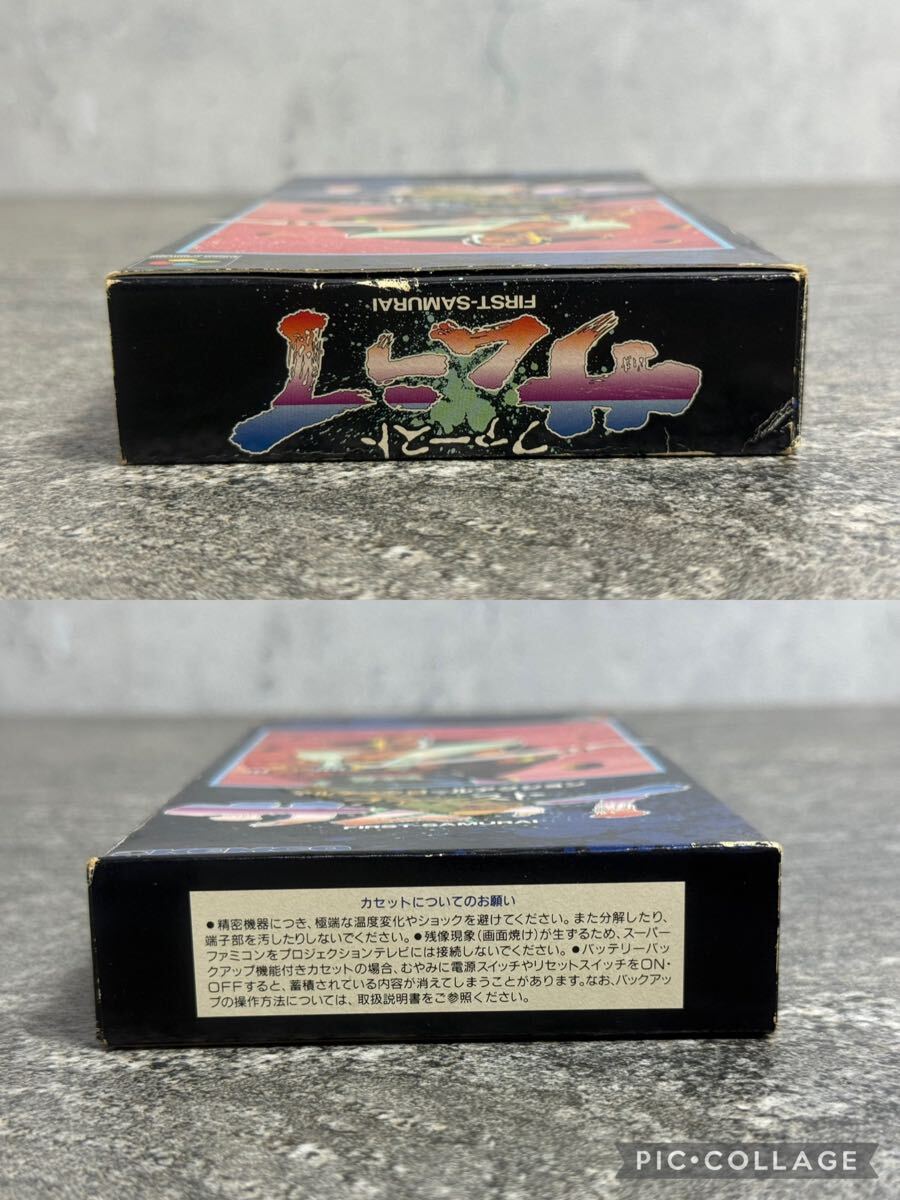 FIRST-SAMURAI
サムライ
ファースト
カセットについてのお願い
●精密機器につき、極端な温度変化やショックを避けてください。また分解したり、
端子部を汚したりしないでください。●残像現象(画面焼け)が生ずるため、スーパー
ファミコンをプロジェクションテレビには接続しないでください。●バッテリーバック
アップ機能付きカセットの場合、むやみに電源スイッチやリセットスイッチをON・
OFFすると、蓄積されている内容が消えてしまうことがあります。なお、バックアッ
プの操作方法については、取扱説明書をご参照ください。
PIC•COLLAGE